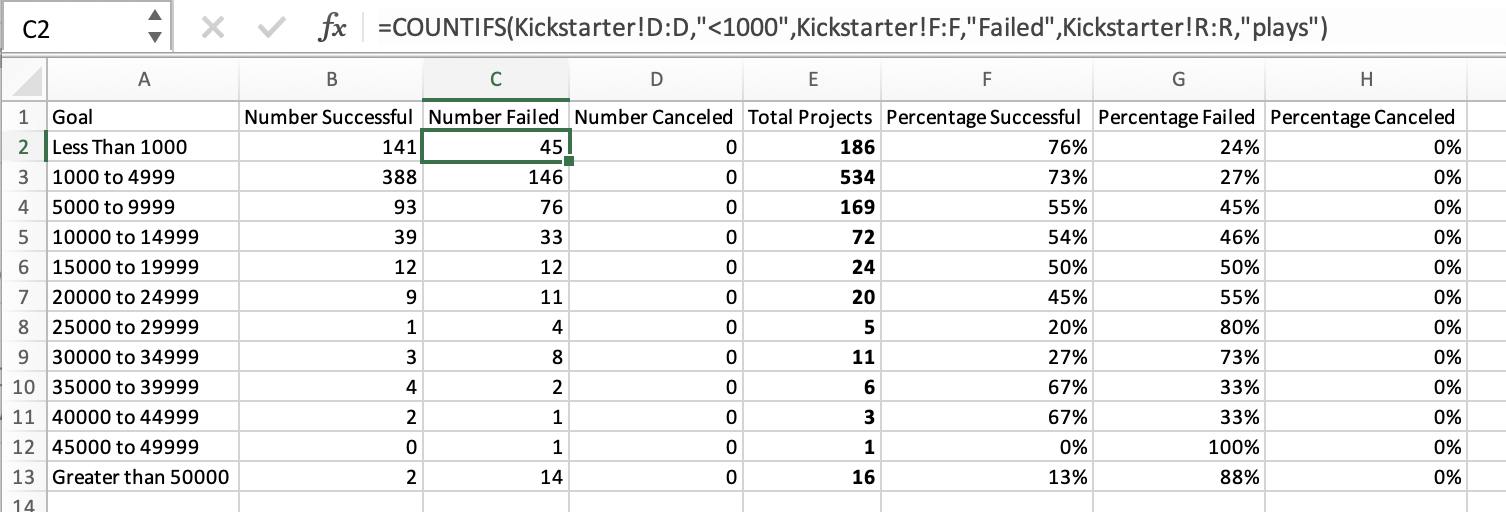 C2 fx =COUNTIFS(Kickstarter!D:D,"<1000",Kickstarter!F:F,"Failed",Kickstarter!R:R,"plays")
A B C D E F G H
1 Goal Number Successful Number Failed Number Canceled Total Projects Percentage Successful Percentage Failed Percentage Canceled
2 Less Than 1000 141 45 0 186 76% 24% 0%
3 1000 to 4999 388 146 0 534 73% 27% 0%
4 5000 to 9999 93 76 0 169 55% 45% 0%
5 10000 to 14999 39 33 0 72 54% 46% 0%
6 15000 to 19999 12 12 0 24 50% 50% 0%
7 20000 to 24999 9 11 0 20 45% 55% 0%
8 25000 to 29999 1 4 0 5 20% 80% 0%
9 30000 to 34999 3 8 0 11 27% 73% 0%
10 35000 to 39999 4 2 0 6 67% 33% 0%
11 40000 to 44999 2 1 0 3 67% 33% 0%
12 45000 to 49999 0 1 0 1 0% 100% 0%
13 Greater than 50000 2 14 0 16 13% 88% 0%
14